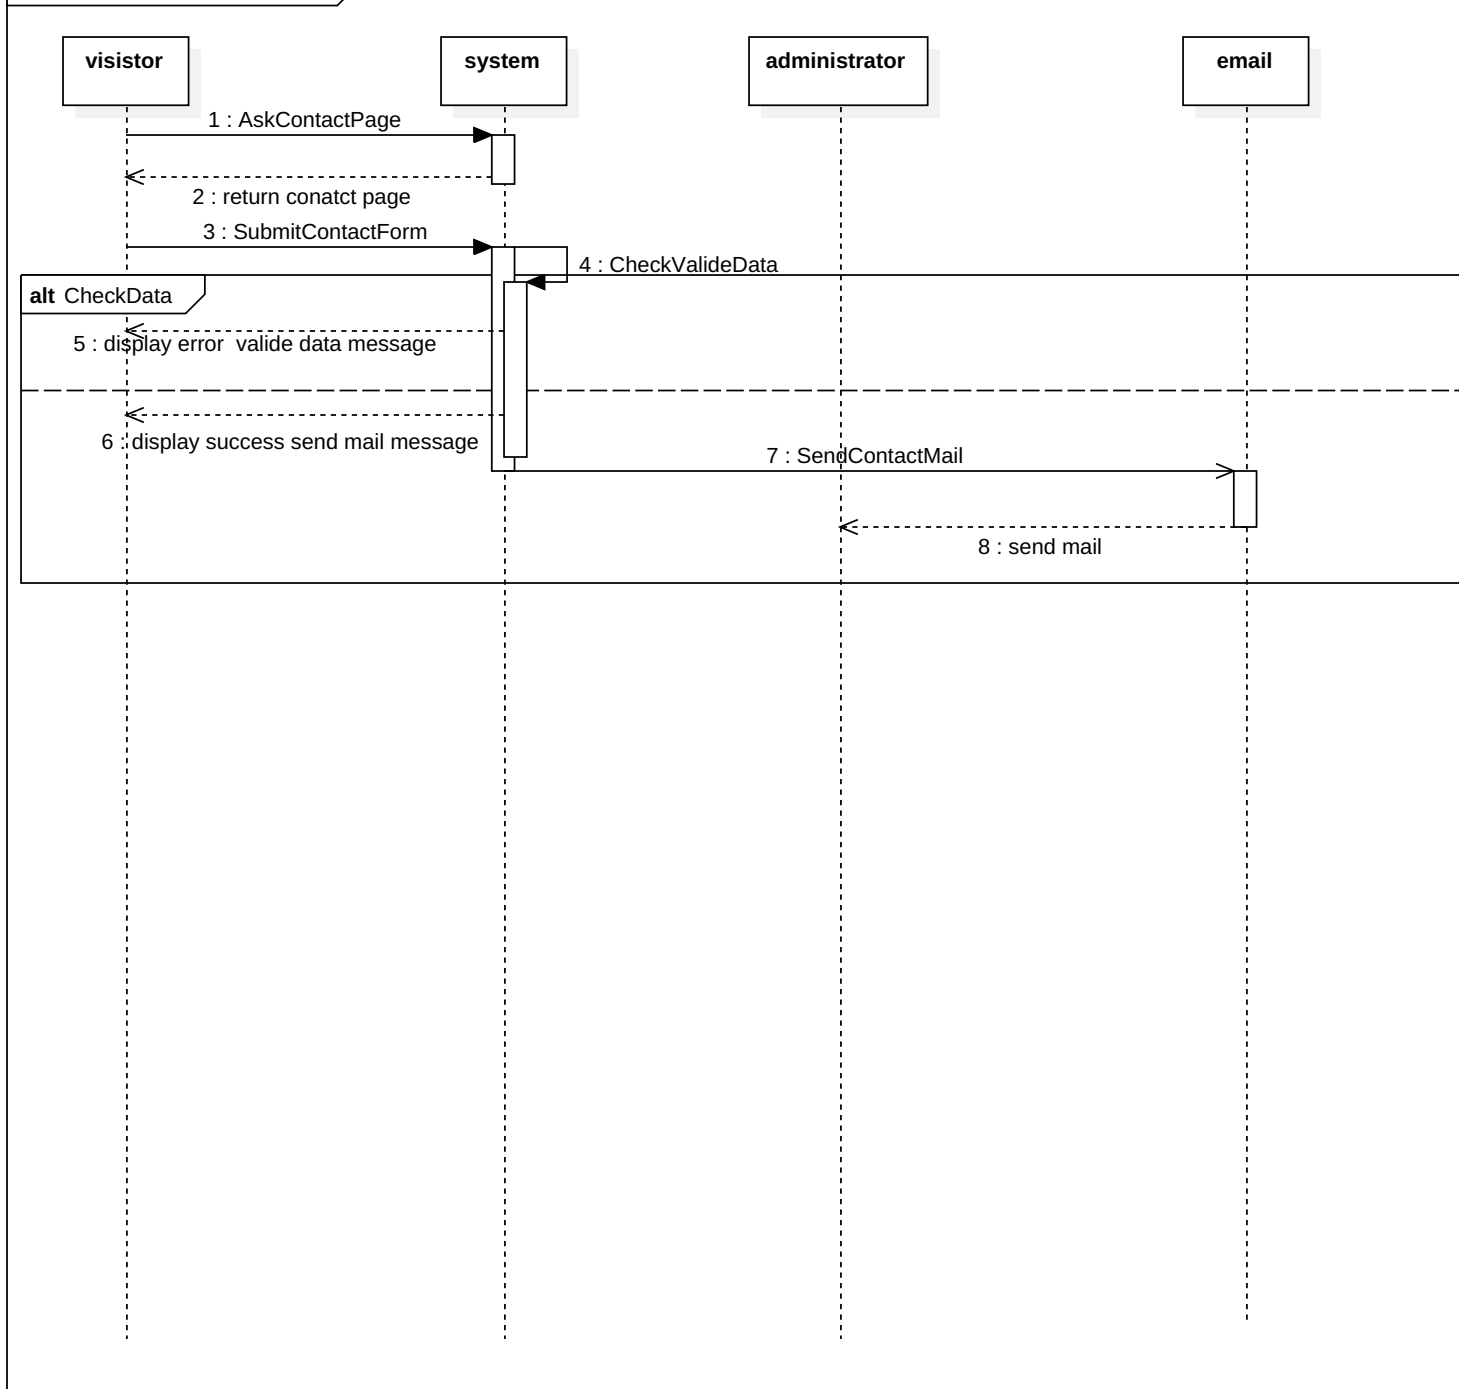 visistor
system
administrator
email
1 : AskContactPage
2 : return conatct page
3 : SubmitContactForm
4 : CheckValideData
alt CheckData
5 : display error  valide data message
6 : display success send mail message
7 : SendContactMail
8 : send mail